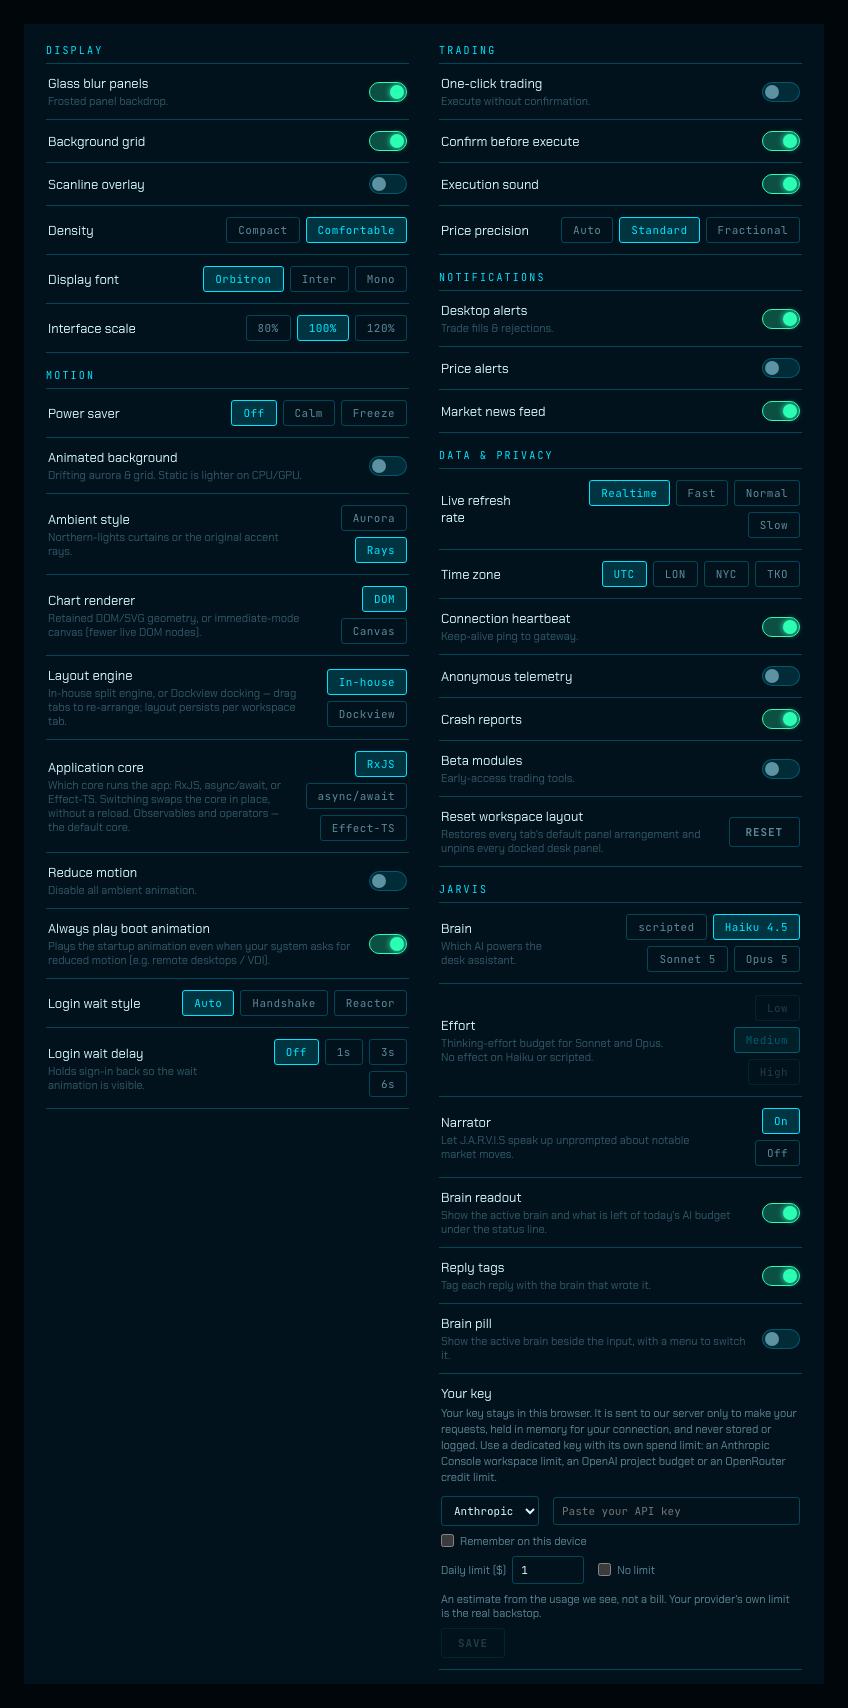 DISPLAY
Glass blur panels
Frosted panel backdrop.
Background grid
Scanline overlay
Density
Compact
Comfortable
Display font
Orbitron
Inter
Mono
Interface scale
80%
100%
120%
MOTION
Power saver
Off
Calm
Freeze
Animated background
Drifting aurora & grid. Static is lighter on CPU/GPU.
Ambient style
Northern-lights curtains or the original accent
rays.
Aurora
Rays
Chart renderer
Retained DOM/SVG geometry, or immediate-mode
canvas (fewer live DOM nodes).
DOM
Canvas
Layout engine
In-house split engine, or Dockview docking — drag
tabs to re-arrange; layout persists per workspace
tab.
In-house
Dockview
Application core
Which core runs the app: RxJS, async/await, or
Effect-TS. Switching swaps the core in place,
without a reload. Observables and operators —
the default core.
RxJS
async/await
Effect-TS
Reduce motion
Disable all ambient animation.
Always play boot animation
Plays the startup animation even when your system asks for
reduced motion (e.g. remote desktops / VDI).
Login wait style
Auto
Handshake
Reactor
Login wait delay
Holds sign-in back so the wait
animation is visible.
Off
1s
3s
6s
TRADING
One-click trading
Execute without confirmation.
Confirm before execute
Execution sound
Price precision
Auto
Standard
Fractional
NOTIFICATIONS
Desktop alerts
Trade fills & rejections.
Price alerts
Market news feed
DATA & PRIVACY
Live refresh
rate
Realtime
Fast
Normal
Slow
Time zone
UTC
LON
NYC
TKO
Connection heartbeat
Keep-alive ping to gateway.
Anonymous telemetry
Crash reports
Beta modules
Early-access trading tools.
Reset workspace layout
Restores every tab's default panel arrangement and
unpins every docked desk panel.
RESET
JARVIS
Brain
Which AI powers the
desk assistant.
scripted
Haiku 4.5
Sonnet 5
Opus 5
Effort
Thinking-effort budget for Sonnet and Opus.
No effect on Haiku or scripted.
Low
Medium
High
Narrator
Let J.A.R.V.I.S speak up unprompted about notable
market moves.
On
Off
Brain readout
Show the active brain and what is left of today's AI budget
under the status line.
Reply tags
Tag each reply with the brain that wrote it.
Brain pill
Show the active brain beside the input, with a menu to switch
it.
Your key
Your key stays in this browser. It is sent to our server only to make your
requests, held in memory for your connection, and never stored or
logged. Use a dedicated key with its own spend limit: an Anthropic
Console workspace limit, an OpenAI project budget or an OpenRouter
credit limit.
Anthropic
Paste your API key
Remember on this device
Daily limit ($)
1
No limit
An estimate from the usage we see, not a bill. Your provider's own limit
is the real backstop.
SAVE